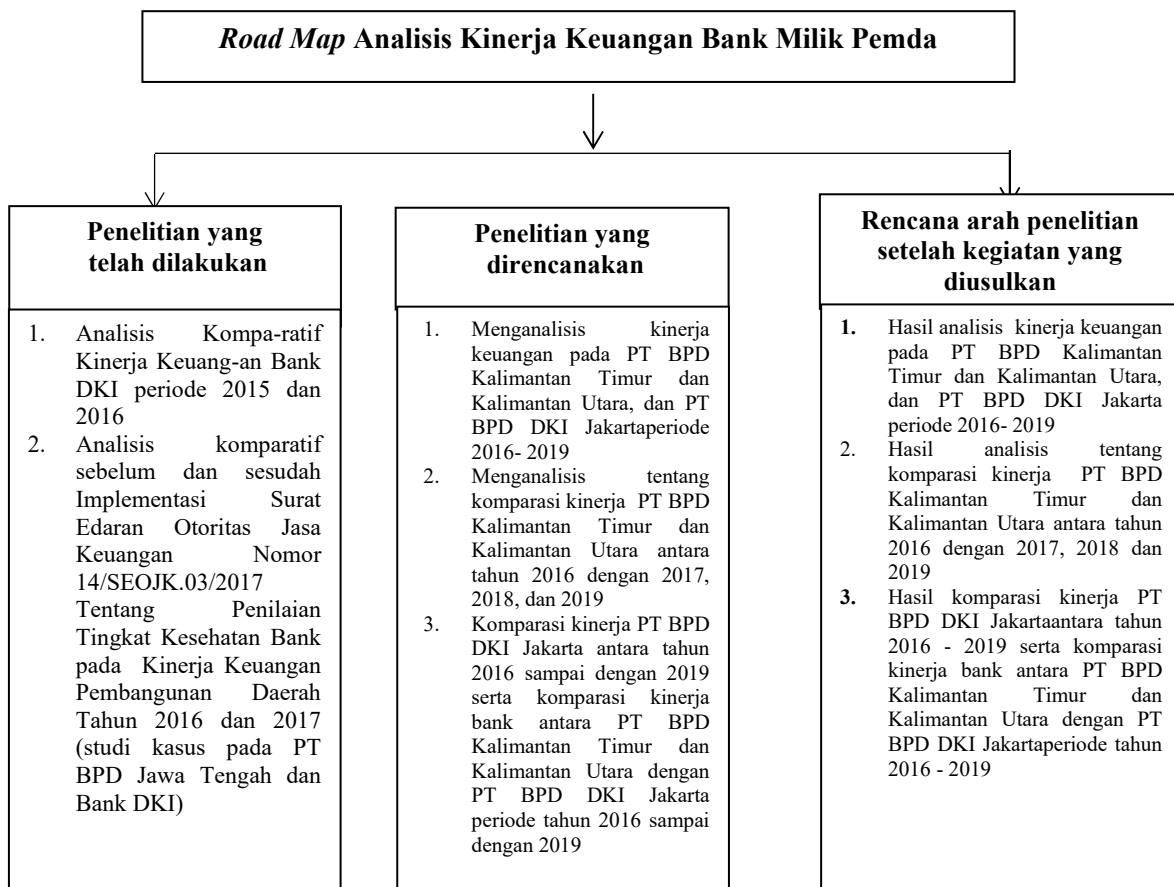 Road Map Analisis Kinerja Keuangan Bank Milik Pemda
Penelitian yang
telah dilakukan
1. Analisis Kompa-ratif
Kinerja Keuang-an Bank
DKI periode 2015 dan
2016
2. Analisis komparatif
sebelum dan sesudah
Implementasi Surat
Edaran Otoritas Jasa
Keuangan Nomor
14/SEOJK.03/2017
Tentang Penilaian
Tingkat Kesehatan Bank
pada Kinerja Keuangan
Pembangunan Daerah
Tahun 2016 dan 2017
(studi kasus pada PT
BPD Jawa Tengah dan
Bank DKI)
Penelitian yang
direncanakan
1. Menganalisis kinerja
keuangan pada PT BPD
Kalimantan Timur dan
Kalimantan Utara, dan PT
BPD DKI Jakartaperiode
2016- 2019
2. Menganalisis tentang
komparasi kinerja PT BPD
Kalimantan Timur dan
Kalimantan Utara antara
tahun 2016 dengan 2017,
2018, dan 2019
3. Komparasi kinerja PT BPD
DKI Jakarta antara tahun
2016 sampai dengan 2019
serta komparasi kinerja
bank antara PT BPD
Kalimantan Timur dan
Kalimantan Utara dengan
PT BPD DKI Jakarta
periode tahun 2016 sampai
dengan 2019
Rencana arah penelitian
setelah kegiatan yang
diusulkan
1. Hasil analisis kinerja keuangan
pada PT BPD Kalimantan
Timur dan Kalimantan Utara,
dan PT BPD DKI Jakarta
periode 2016- 2019
2. Hasil analisis tentang
komparasi kinerja PT BPD
Kalimantan Timur dan
Kalimantan Utara antara tahun
2016 dengan 2017, 2018 dan
2019
3. Hasil komparasi kinerja PT
BPD DKI Jakartaantara tahun
2016 - 2019 serta komparasi
kinerja bank antara PT BPD
Kalimantan Timur dan
Kalimantan Utara dengan PT
BPD DKI Jakartaperiode tahun
2016 - 2019